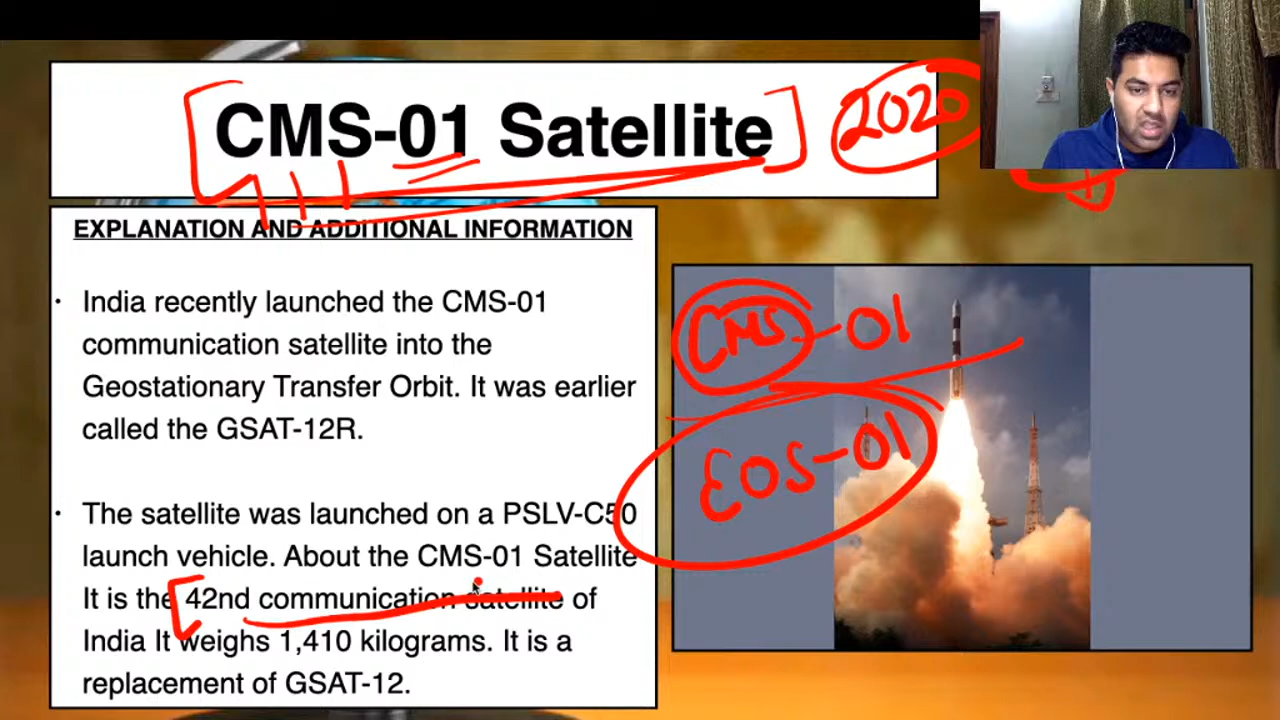 CMS-01 Satellite
2020
EXPLANATION AND ADDITIONAL INFORMATION
• India recently launched the CMS-01
communication satellite into the
Geostationary Transfer Orbit. It was earlier
called the GSAT-12R.
• The satellite was launched on a PSLV-C50
launch vehicle. About the CMS-01 Satellite
It is the 42nd communication satellite of
India It weighs 1,410 kilograms. It is a
replacement of GSAT-12.
CMS-01
EOS-01